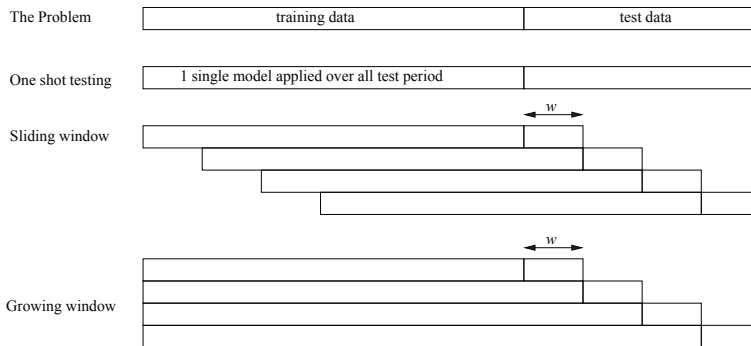 The Problem
training data
test data
One shot testing
1 single model applied over all test period
w
Sliding window
w
Growing window